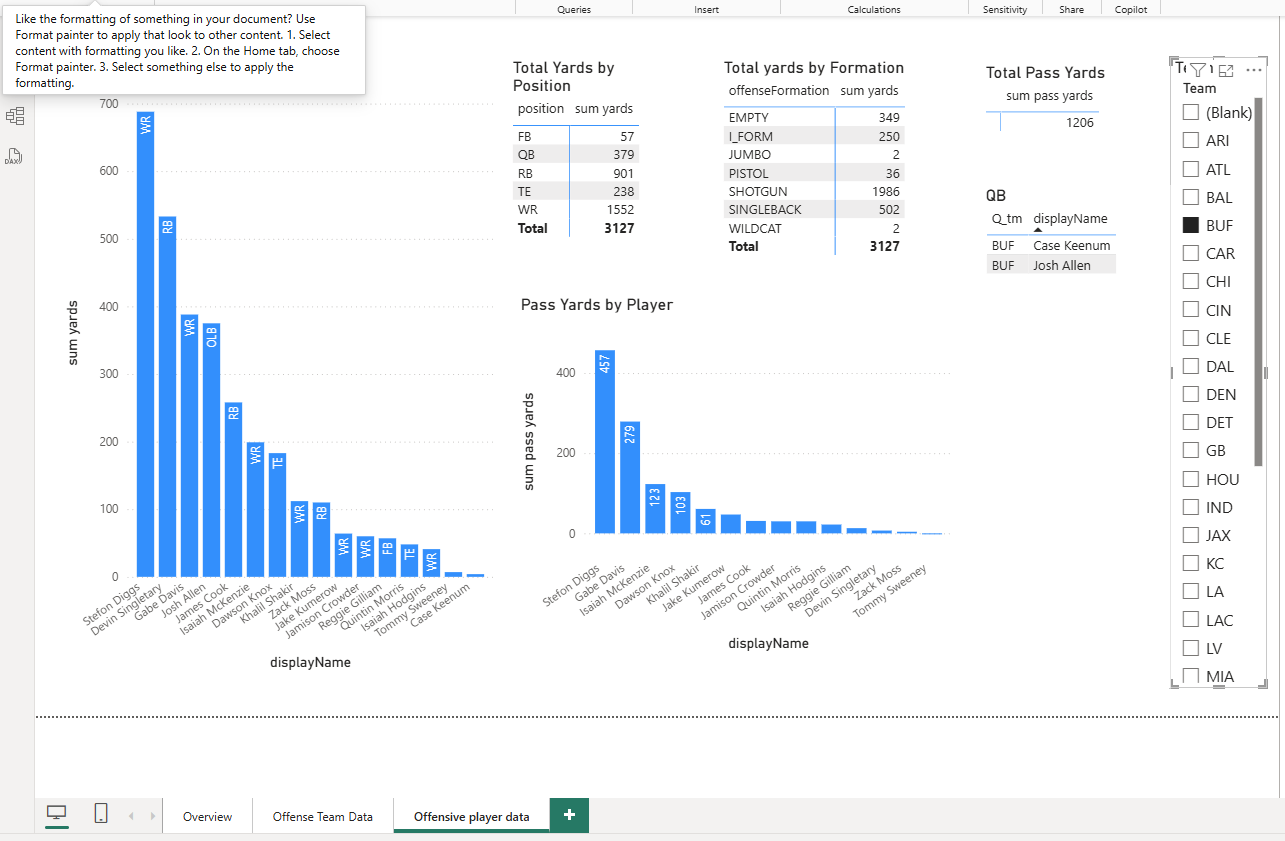 Queries
Insert
Calculations
Sensitivity
Share
Copilot
Like the formatting of something in your document? Use
Format painter to apply that look to other content. 1. Select
content with formatting you like. 2. On the Home tab, choose
Format painter. 3. Select something else to apply the
formatting.
DAX
700
600
500
400
300
200
100
0
sum yards
WR
RB
WR
OLB
RB
WR
TE
WR
RB
WR
WR
FB
TE
WR
Stefon Diggs
Devin Singletary
Gabe Davis
Josh Allen
James Cook
Isaiah McKenzie
Dawson Knox
Khalil Shakir
Zack Moss
Jake Kumerow
Jamison Crowder
Reggie Gilliam
Quintin Morris
Isaiah Hodgins
Tommy Sweeney
Case Keenum
displayName
Total Yards by
Position
position sum yards
FB 57
QB 379
RB 901
TE 238
WR 1552
Total 3127
Total yards by Formation
offenseFormation sum yards
EMPTY 349
I_FORM 250
JUMBO 2
PISTOL 36
SHOTGUN 1986
SINGLEBACK 502
WILDCAT 2
Total 3127
Total Pass Yards
sum pass yards
1206
QB
Q_tm displayName
BUF Case Keenum
BUF Josh Allen
Pass Yards by Player
400
200
0
sum pass yards
457
279
123
103
61
Stefon Diggs
Gabe Davis
Isaiah McKenzie
Dawson Knox
Khalil Shakir
Jake Kumerow
James Cook
Jamison Crowder
Quintin Morris
Isaiah Hodgins
Reggie Gilliam
Devin Singletary
Zack Moss
Tommy Sweeney
displayName
Team
(Blank)
ARI
ATL
BAL
BUF
CAR
CHI
CIN
CLE
DAL
DEN
DET
GB
HOU
IND
JAX
KC
LA
LAC
LV
MIA
Overview
Offense Team Data
Offensive player data